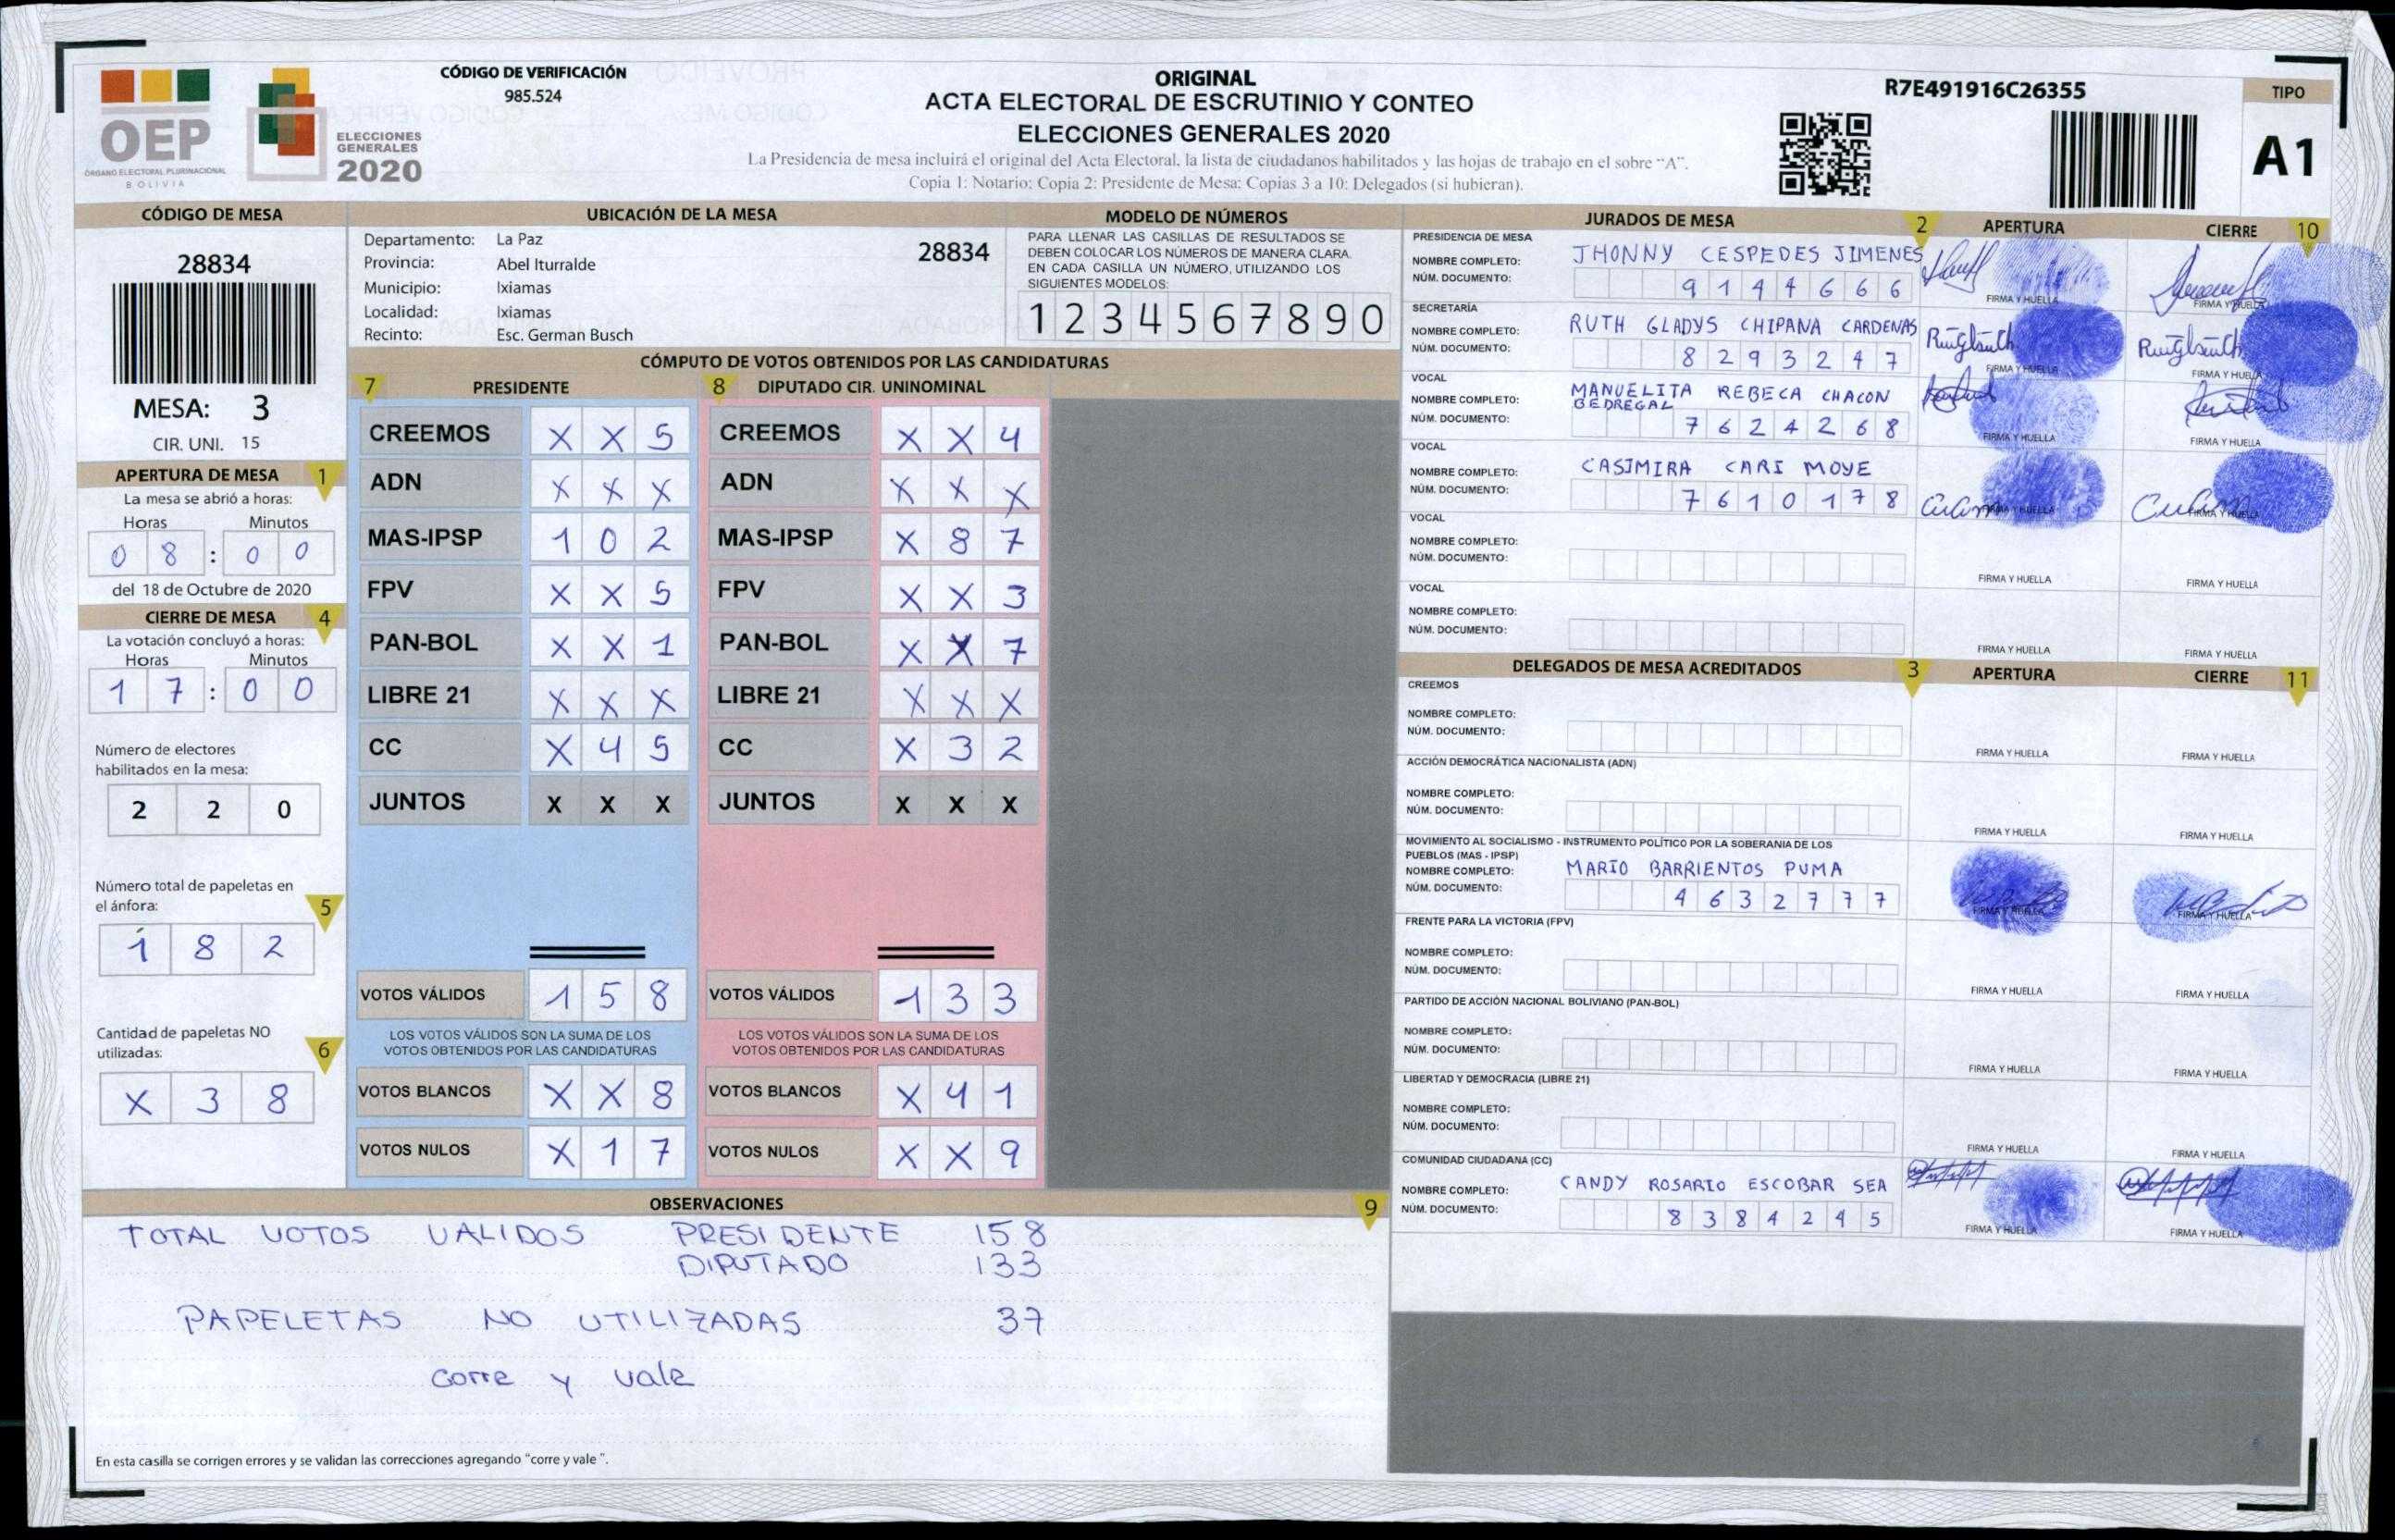 CÓDIGO DE VERIFICACIÓN
985.524
OEP
ÓRGANO ELECTORAL PLURINACIONAL
BOLIVIA
ELECCIONES
GENERALES
2020
ORIGINAL
ACTA ELECTORAL DE ESCRUTINIO Y CONTEO
ELECCIONES GENERALES 2020
La Presidencia de mesa incluirá el original del Acta Electoral, la lista de ciudadanos habilitados y las hojas de trabajo en el sobre "A".
Copia 1: Notario; Copia 2: Presidente de Mesa; Copias 3 a 10: Delegados (si hubieran).
R7E491916C26355
TIPO
A1
CÓDIGO DE MESA
28834
MESA: 3
CIR. UNI. 15
APERTURA DE MESA 1
La mesa se abrió a horas:
Horas Minutos
0 8 : 0 0
del 18 de Octubre de 2020
CIERRE DE MESA 4
La votación concluyó a horas:
Horas Minutos
1 7 : 0 0
Número de electores
habilitados en la mesa:
2 2 0
Número total de papeletas en
el ánfora: 5
1 8 2
Cantidad de papeletas NO
utilizadas: 6
X 3 8
UBICACIÓN DE LA MESA
Departamento: La Paz
28834
Provincia: Abel Iturralde
Municipio: Ixiamas
Localidad: Ixiamas
Recinto: Esc. German Busch
MODELO DE NÚMEROS
PARA LLENAR LAS CASILLAS DE RESULTADOS SE
DEBEN COLOCAR LOS NÚMEROS DE MANERA CLARA.
EN CADA CASILLA UN NÚMERO, UTILIZANDO LOS
SIGUIENTES MODELOS:
1 2 3 4 5 6 7 8 9 0
CÓMPUTO DE VOTOS OBTENIDOS POR LAS CANDIDATURAS
7 PRESIDENTE
CREEMOS X X 5
ADN X X X
MAS-IPSP 1 0 2
FPV X X 5
PAN-BOL X X 1
LIBRE 21 X X X
CC X 4 5
JUNTOS X X X
VOTOS VÁLIDOS 1 5 8
LOS VOTOS VÁLIDOS SON LA SUMA DE LOS
VOTOS OBTENIDOS POR LAS CANDIDATURAS
VOTOS BLANCOS X X 8
VOTOS NULOS X 1 7
8 DIPUTADO CIR. UNINOMINAL
CREEMOS X X 4
ADN X X X
MAS-IPSP X 8 7
FPV X X 3
PAN-BOL X X 7
LIBRE 21 X X X
CC X 3 2
JUNTOS X X X
VOTOS VÁLIDOS 1 3 3
LOS VOTOS VÁLIDOS SON LA SUMA DE LOS
VOTOS OBTENIDOS POR LAS CANDIDATURAS
VOTOS BLANCOS X 4 1
VOTOS NULOS X X 9
OBSERVACIONES 9
TOTAL VOTOS VALIDOS PRESIDENTE 158
DIPUTADO 133
PAPELETAS NO UTILIZADAS 37
corre y vale
En esta casilla se corrigen errores y se validan las correcciones agregando "corre y vale".
JURADOS DE MESA 2 APERTURA CIERRE 10
PRESIDENCIA DE MESA
NOMBRE COMPLETO: JHONNY CESPEDES JIMENES
NÚM. DOCUMENTO: 9 1 4 4 6 6 6
FIRMA Y HUELLA FIRMA Y HUELLA
SECRETARÍA
NOMBRE COMPLETO: RUTH GLADYS CHIPANA CARDENAS
NÚM. DOCUMENTO: 8 2 9 3 2 4 7
FIRMA Y HUELLA FIRMA Y HUELLA
VOCAL
NOMBRE COMPLETO: MANUELITA REBECA CHACON
BEDREGAL
NÚM. DOCUMENTO: 7 6 2 4 2 6 8
FIRMA Y HUELLA FIRMA Y HUELLA
VOCAL
NOMBRE COMPLETO: CASIMIRA CARI MOYE
NÚM. DOCUMENTO: 7 6 1 0 1 7 8
FIRMA Y HUELLA FIRMA Y HUELLA
VOCAL
NOMBRE COMPLETO:
NÚM. DOCUMENTO:
FIRMA Y HUELLA FIRMA Y HUELLA
VOCAL
NOMBRE COMPLETO:
NÚM. DOCUMENTO:
FIRMA Y HUELLA FIRMA Y HUELLA
DELEGADOS DE MESA ACREDITADOS 3 APERTURA CIERRE 11
CREEMOS
NOMBRE COMPLETO:
NÚM. DOCUMENTO:
FIRMA Y HUELLA FIRMA Y HUELLA
ACCIÓN DEMOCRÁTICA NACIONALISTA (ADN)
NOMBRE COMPLETO:
NÚM. DOCUMENTO:
FIRMA Y HUELLA FIRMA Y HUELLA
MOVIMIENTO AL SOCIALISMO - INSTRUMENTO POLÍTICO POR LA SOBERANIA DE LOS
PUEBLOS (MAS - IPSP)
NOMBRE COMPLETO: MARIO BARRIENTOS PUMA
NÚM. DOCUMENTO: 4 6 3 2 7 7 7
FIRMA Y HUELLA FIRMA Y HUELLA
FRENTE PARA LA VICTORIA (FPV)
NOMBRE COMPLETO:
NÚM. DOCUMENTO:
FIRMA Y HUELLA FIRMA Y HUELLA
PARTIDO DE ACCIÓN NACIONAL BOLIVIANO (PAN-BOL)
NOMBRE COMPLETO:
NÚM. DOCUMENTO:
FIRMA Y HUELLA FIRMA Y HUELLA
LIBERTAD Y DEMOCRACIA (LIBRE 21)
NOMBRE COMPLETO:
NÚM. DOCUMENTO:
FIRMA Y HUELLA FIRMA Y HUELLA
COMUNIDAD CIUDADANA (CC)
NOMBRE COMPLETO: CANDY ROSARIO ESCOBAR SEA
NÚM. DOCUMENTO: 8 3 8 4 2 4 5
FIRMA Y HUELLA FIRMA Y HUELLA